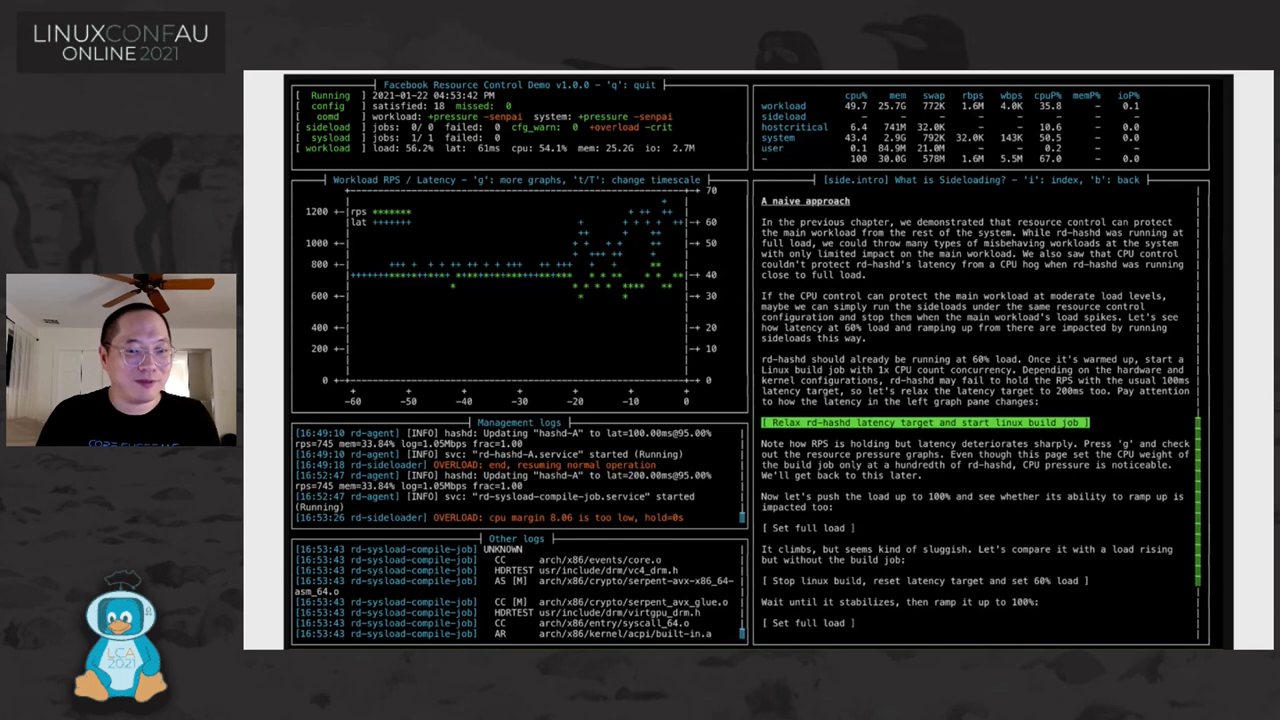 LINUXCONFAU
ONLINE 2021
Facebook Resource Control Demo v1.0.0 - 'q': quit
[ Running ] 2021-01-22 04:53:42 PM
[ config ] satisfied: 18 missed: 0
[ oomd ] workload: +pressure -senpai system: +pressure -senpai
[ sideload ] jobs: 0/ 0 failed: 0 cfg_warn: 0 +overload -crit
[ sysload ] jobs: 1/ 1 failed: 0
[ workload ] load: 56.2% lat: 61ms cpu: 54.1% mem: 25.2G io: 2.7M
cpu% mem swap rbps wbps cpuP% memP% ioP%
workload 49.7 25.7G 772K 1.6M 4.0K 35.8 - 0.1
sideload - - - - - - - -
hostcritical 6.4 741M 32.0K - - 10.6 - 0.0
system 43.4 2.9G 792K 32.0K 143K 50.5 - 0.0
user 0.1 84.9M 21.0M - - 0.2 - 0.0
- 100 30.0G 578M 1.6M 5.5M 67.0 - 0.0
Workload RPS / Latency - 'g': more graphs, 't/T': change timescale
70
1200 rps
lat 60
1000 50
800 40
600 30
400 20
200 10
0 0
-60 -50 -40 -30 -20 -10 0
Management logs
[16:49:10 rd-agent] [INFO] hashd: Updating "hashd-A" to lat=100.00ms@95.00%
rps=745 mem=33.84% log=1.05Mbps frac=1.00
[16:49:10 rd-agent] [INFO] svc: "rd-hashd-A.service" started (Running)
[16:49:18 rd-sideloader] OVERLOAD: end, resuming normal operation
[16:52:47 rd-agent] [INFO] hashd: Updating "hashd-A" to lat=200.00ms@95.00%
rps=745 mem=33.84% log=1.05Mbps frac=1.00
[16:52:47 rd-agent] [INFO] svc: "rd-sysload-compile-job.service" started
(Running)
[16:53:26 rd-sideloader] OVERLOAD: cpu margin 8.06 is too low, hold=0s
Other logs
[16:53:43 rd-sysload-compile-job] UNKNOWN
[16:53:43 rd-sysload-compile-job] CC arch/x86/events/core.o
[16:53:43 rd-sysload-compile-job] HDRTEST usr/include/drm/vc4_drm.h
[16:53:43 rd-sysload-compile-job] AS [M] arch/x86/crypto/serpent-avx-x86_64-
asm_64.o
[16:53:43 rd-sysload-compile-job] CC [M] arch/x86/crypto/serpent_avx_glue.o
[16:53:43 rd-sysload-compile-job] HDRTEST usr/include/drm/virtgpu_drm.h
[16:53:43 rd-sysload-compile-job] CC arch/x86/entry/syscall_64.o
[16:53:43 rd-sysload-compile-job] AR arch/x86/kernel/acpi/built-in.a
[side.intro] What is Sideloading? - 'i': index, 'b': back
A naive approach
In the previous chapter, we demonstrated that resource control can protect
the main workload from the rest of the system. While rd-hashd was running at
full load, we could throw many types of misbehaving workloads at the system
with only limited impact on the main workload. We also saw that CPU control
couldn't protect rd-hashd's latency from a CPU hog when rd-hashd was running
close to full load.
If the CPU control can protect the main workload at moderate load levels,
maybe we can simply run the sideloads under the same resource control
configuration and stop them when the main workload's load spikes. Let's see
how latency at 60% load and ramping up from there are impacted by running
sideloads this way.
rd-hashd should already be running at 60% load. Once it's warmed up, start a
Linux build job with 1x CPU count concurrency. Depending on the hardware and
kernel configurations, rd-hashd may fail to hold the RPS with the usual 100ms
latency target, so let's relax the latency target to 200ms too. Pay attention
to how the latency in the left graph pane changes:
[ Relax rd-hashd latency target and start linux build job ]
Note how RPS is holding but latency deteriorates sharply. Press 'g' and check
out the resource pressure graphs. Even though this page set the CPU weight of
the build job only at a hundredth of rd-hashd, CPU pressure is noticeable.
We'll get back to this later.
Now let's push the load up to 100% and see whether its ability to ramp up is
impacted too:
[ Set full load ]
It climbs, but seems kind of sluggish. Let's compare it with a load rising
but without the build job:
[ Stop linux build, reset latency target and set 60% load ]
Wait until it stabilizes, then ramp it up to 100%:
[ Set full load ]
CORE SYSTEMS
LCA
2021